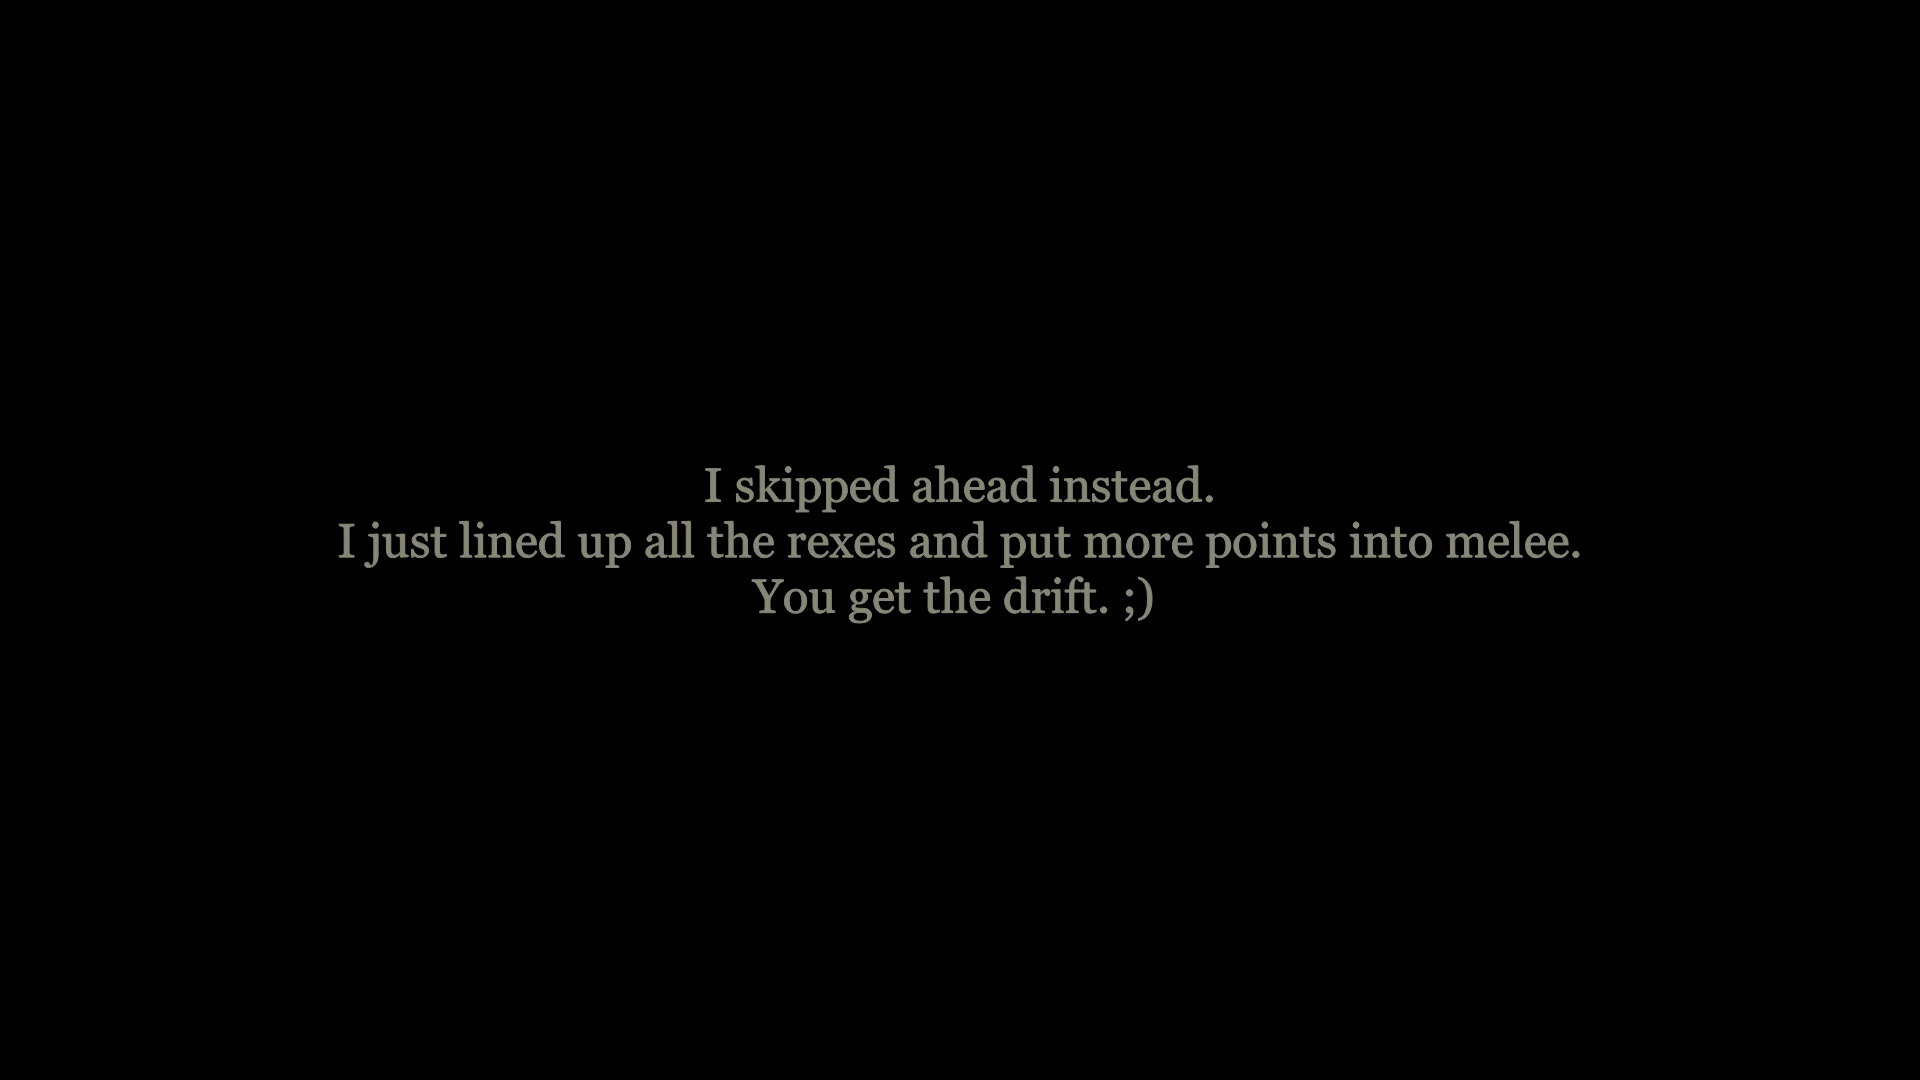 I skipped ahead instead.
I just lined up all the rexes and put more points into melee.
You get the drift. ;)